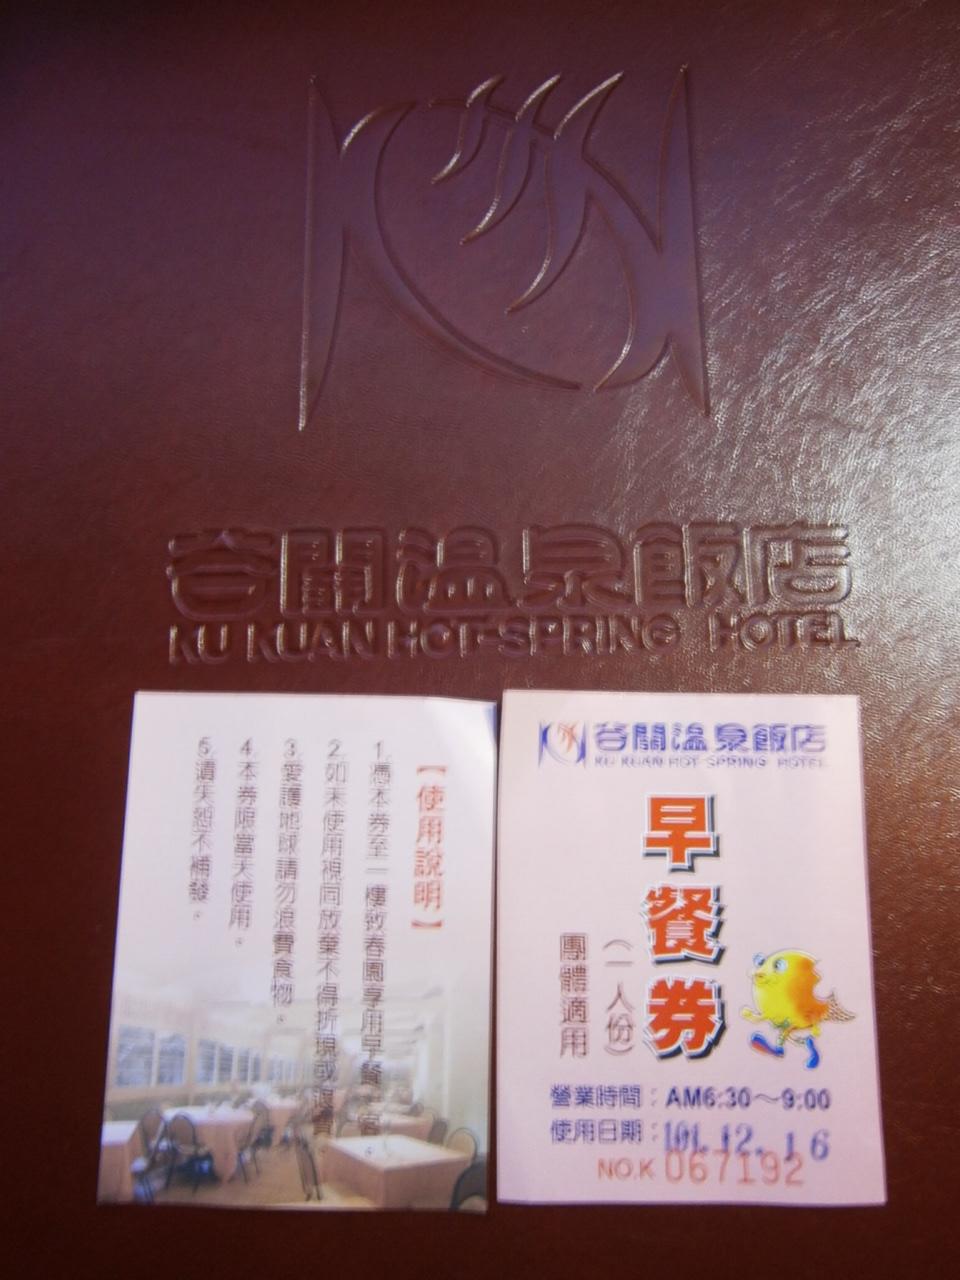 谷關溫泉飯店
KU KUAN HOT-SPRING HOTEL
【使用說明】
1.憑本券至一樓致春園享用早餐
2.如未使用視同放棄不得折現或退費。
3.愛護地球請勿浪費食物。
4.本券限當天使用。
5.遺失恕不補發。
谷關溫泉飯店
KU KUAN HOT-SPRING HOTEL
早餐券
(一人份)
團體適用
營業時間：AM6:30～9:00
使用日期：101.12.16
NO.K 067192